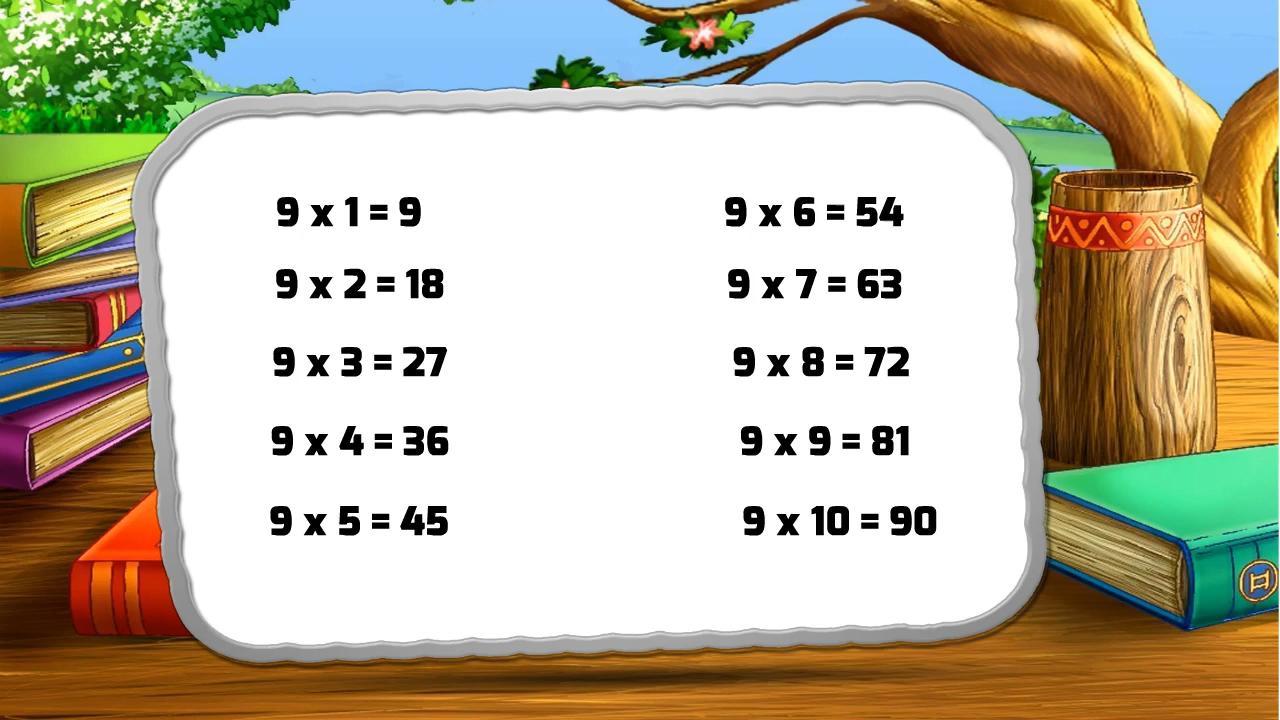 9 x 1 = 9
9 x 2 = 18
9 x 3 = 27
9 x 4 = 36
9 x 5 = 45
9 x 6 = 54
9 x 7 = 63
9 x 8 = 72
9 x 9 = 81
9 x 10 = 90